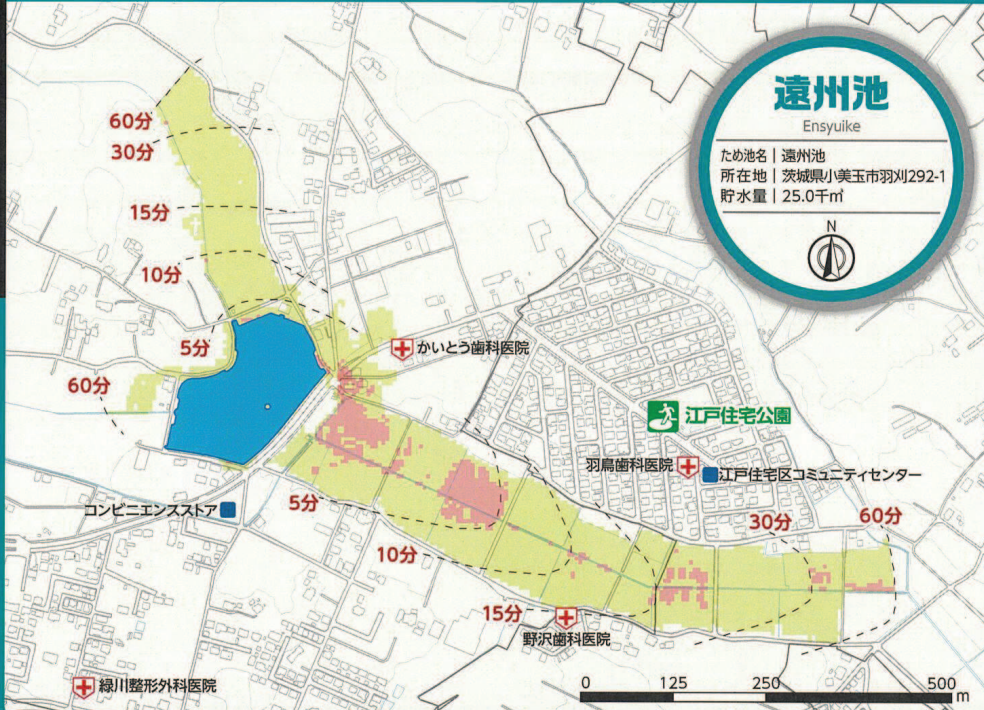 遠州池
Ensyuike
ため池名 遠州池
所在地 茨城県小美玉市羽刈292-1
貯水量 25.0千㎥
N
60分
30分
15分
10分
5分
60分
かいとう歯科医院
江戸住宅公園
羽鳥歯科医院
江戸住宅区コミュニティセンター
コンビニエンスストア
5分
10分
15分
30分
60分
野沢歯科医院
緑川整形外科医院
0 125 250 500 m